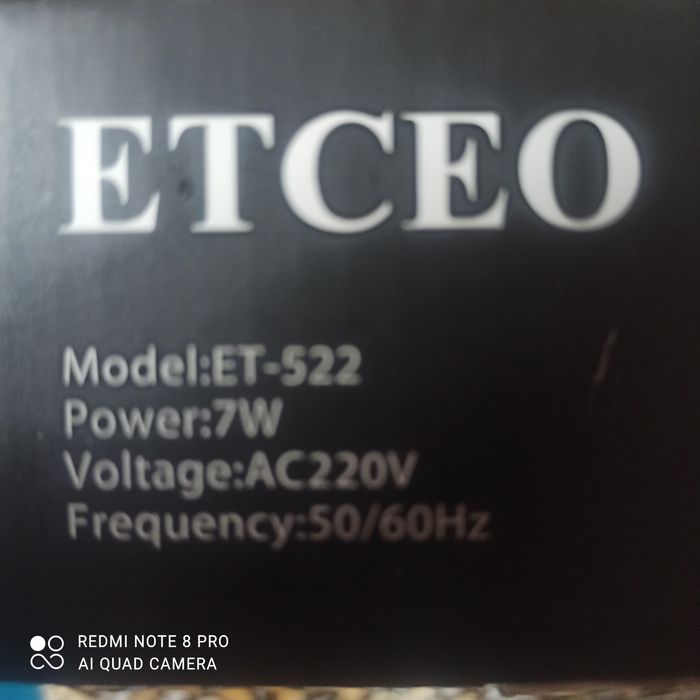 ETCEO
Model:ET-522
Power:7W
Voltage:AC220V
Frequency:50/60Hz
REDMI NOTE 8 PRO
AI QUAD CAMERA